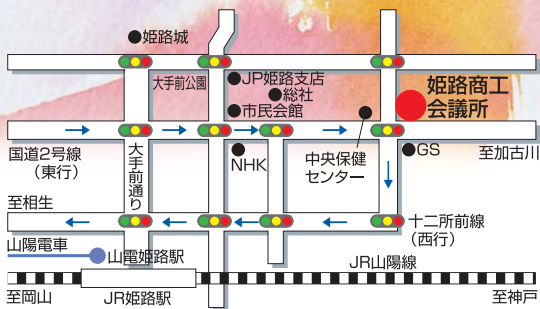 姫路城
大手前公園
JP姫路支店
総社
市民会館
姫路商工
会議所
国道2号線
(東行)
大手前通り
NHK
中央保健
センター
GS
至加古川
至相生
十二所前線
(西行)
山陽電車
山電姫路駅
JR山陽線
至岡山
JR姫路駅
至神戸